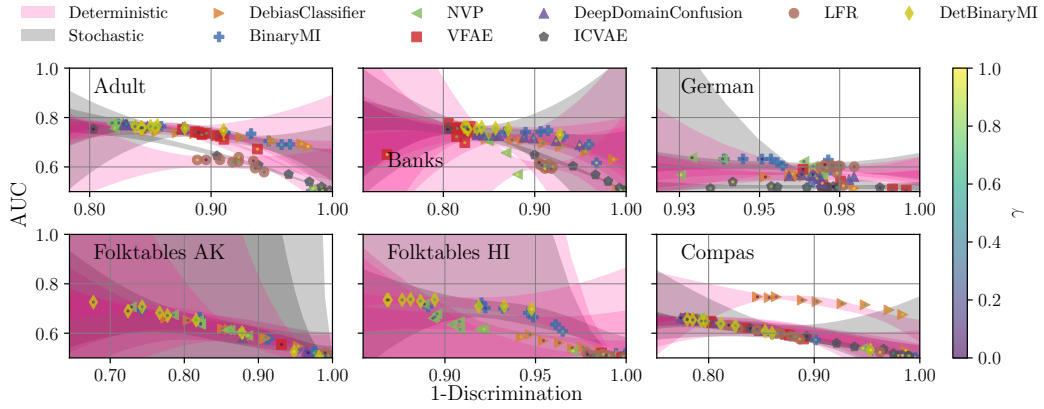 Deterministic DebiasClassifier NVP DeepDomainConfusion LFR DetBinaryMI
Stochastic BinaryMI VFAE ICVAE
AUC
Adult
1.0
0.8
0.6
0.80 0.90 1.00
Banks
0.80 0.90 1.00
German
0.93 0.95 0.98 1.00
Folktables AK
1.0
0.8
0.6
0.70 0.80 0.90 1.00
Folktables HI
0.90 0.95 1.00
Compas
0.80 0.90 1.00
1-Discrimination
1.0
0.8
0.6
0.4
0.2
0.0
γ